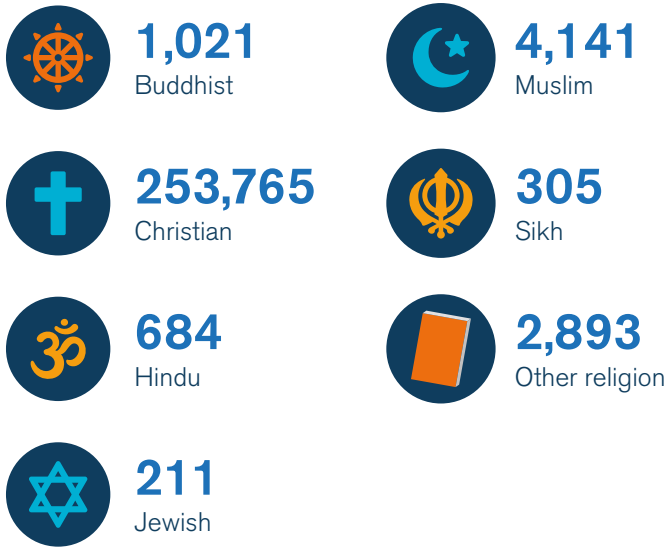 1,021
Buddhist
4,141
Muslim
253,765
Christian
305
Sikh
684
Hindu
2,893
Other religion
211
Jewish